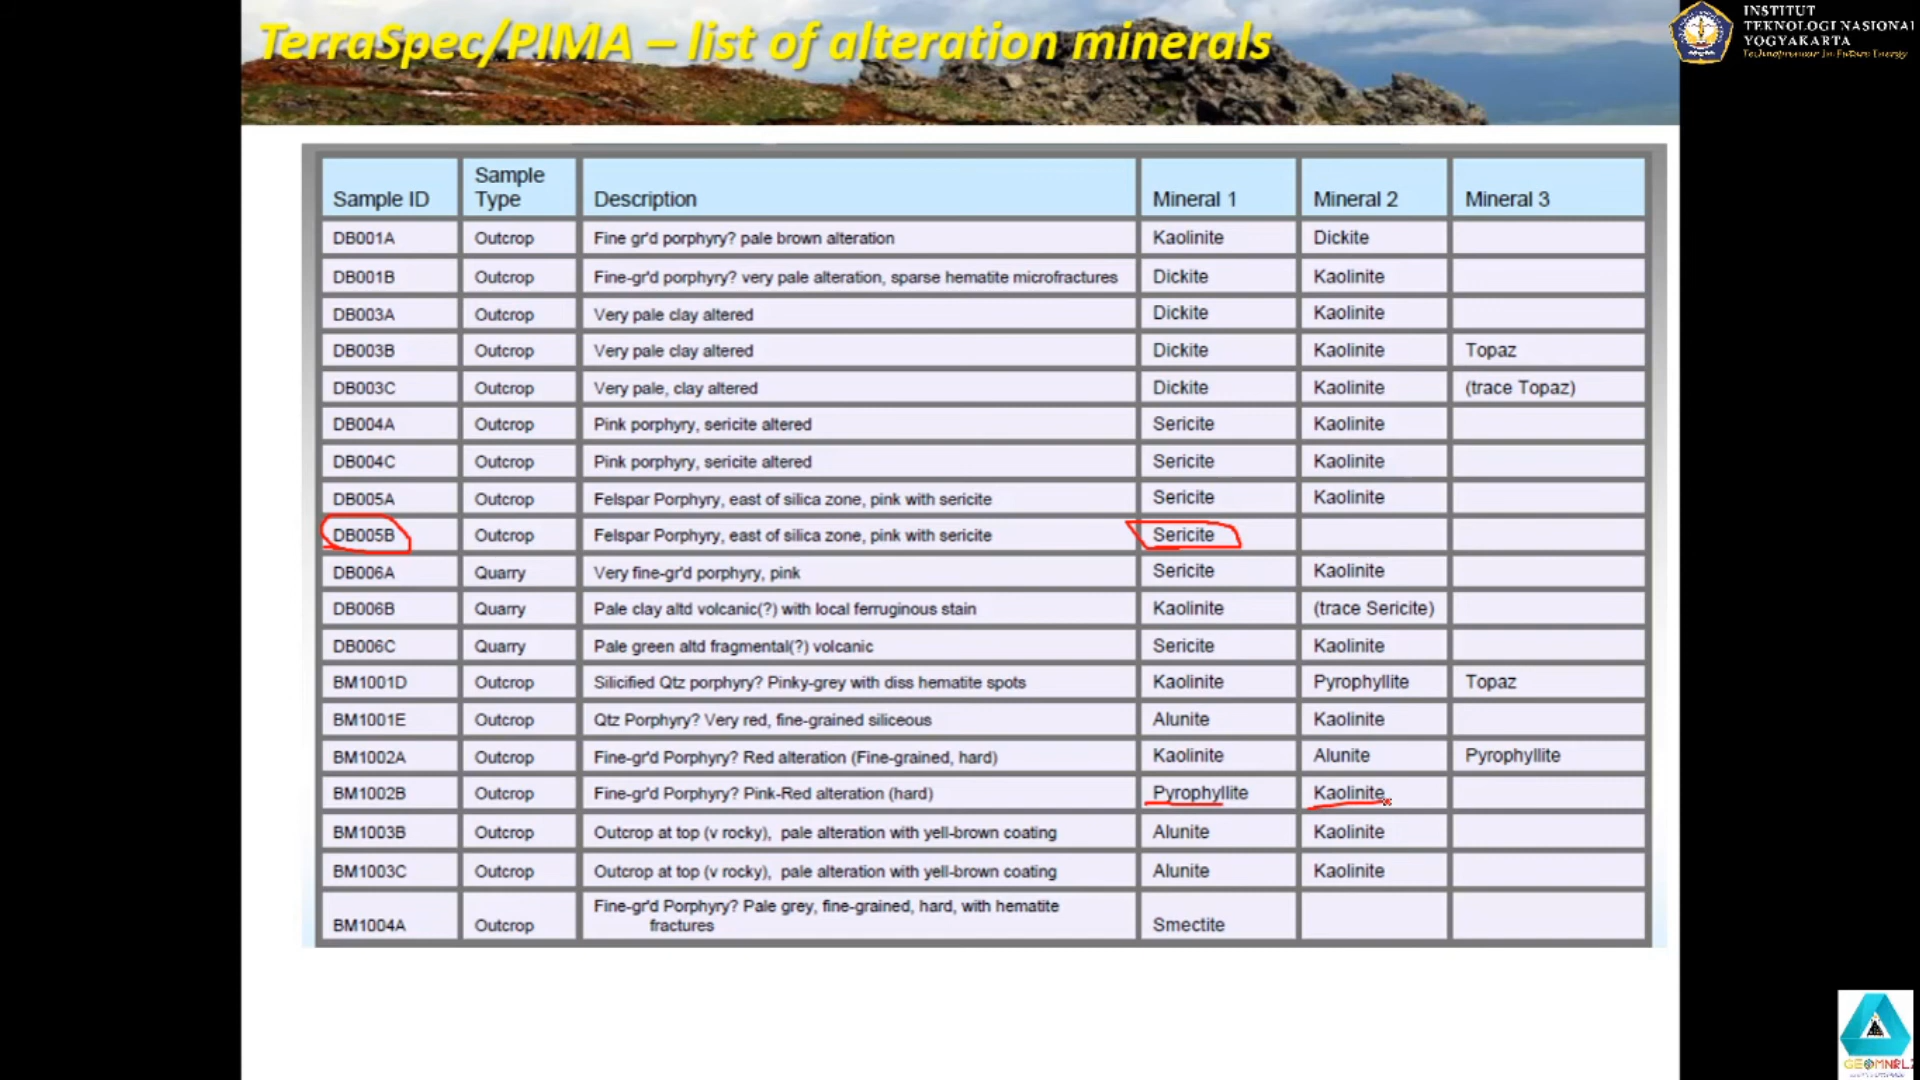 TerraSpec/PIMA – list of alteration minerals
INSTITUT
TEKNOLOGI NASIONAL
YOGYAKARTA
Technopreneur in Future Energy
Sample ID Sample Type Description Mineral 1 Mineral 2 Mineral 3
DB001A Outcrop Fine gr'd porphyry? pale brown alteration Kaolinite Dickite
DB001B Outcrop Fine-gr'd porphyry? very pale alteration, sparse hematite microfractures Dickite Kaolinite
DB003A Outcrop Very pale clay altered Dickite Kaolinite
DB003B Outcrop Very pale clay altered Dickite Kaolinite Topaz
DB003C Outcrop Very pale, clay altered Dickite Kaolinite (trace Topaz)
DB004A Outcrop Pink porphyry, sericite altered Sericite Kaolinite
DB004C Outcrop Pink porphyry, sericite altered Sericite Kaolinite
DB005A Outcrop Felspar Porphyry, east of silica zone, pink with sericite Sericite Kaolinite
DB005B Outcrop Felspar Porphyry, east of silica zone, pink with sericite Sericite
DB006A Quarry Very fine-gr'd porphyry, pink Sericite Kaolinite
DB006B Quarry Pale clay altd volcanic(?) with local ferruginous stain Kaolinite (trace Sericite)
DB006C Quarry Pale green altd fragmental(?) volcanic Sericite Kaolinite
BM1001D Outcrop Silicified Qtz porphyry? Pinky-grey with diss hematite spots Kaolinite Pyrophyllite Topaz
BM1001E Outcrop Qtz Porphyry? Very red, fine-grained siliceous Alunite Kaolinite
BM1002A Outcrop Fine-gr'd Porphyry? Red alteration (Fine-grained, hard) Kaolinite Alunite Pyrophyllite
BM1002B Outcrop Fine-gr'd Porphyry? Pink-Red alteration (hard) Pyrophyllite Kaolinite
BM1003B Outcrop Outcrop at top (v rocky), pale alteration with yell-brown coating Alunite Kaolinite
BM1003C Outcrop Outcrop at top (v rocky), pale alteration with yell-brown coating Alunite Kaolinite
BM1004A Outcrop Fine-gr'd Porphyry? Pale grey, fine-grained, hard, with hematite fractures Smectite